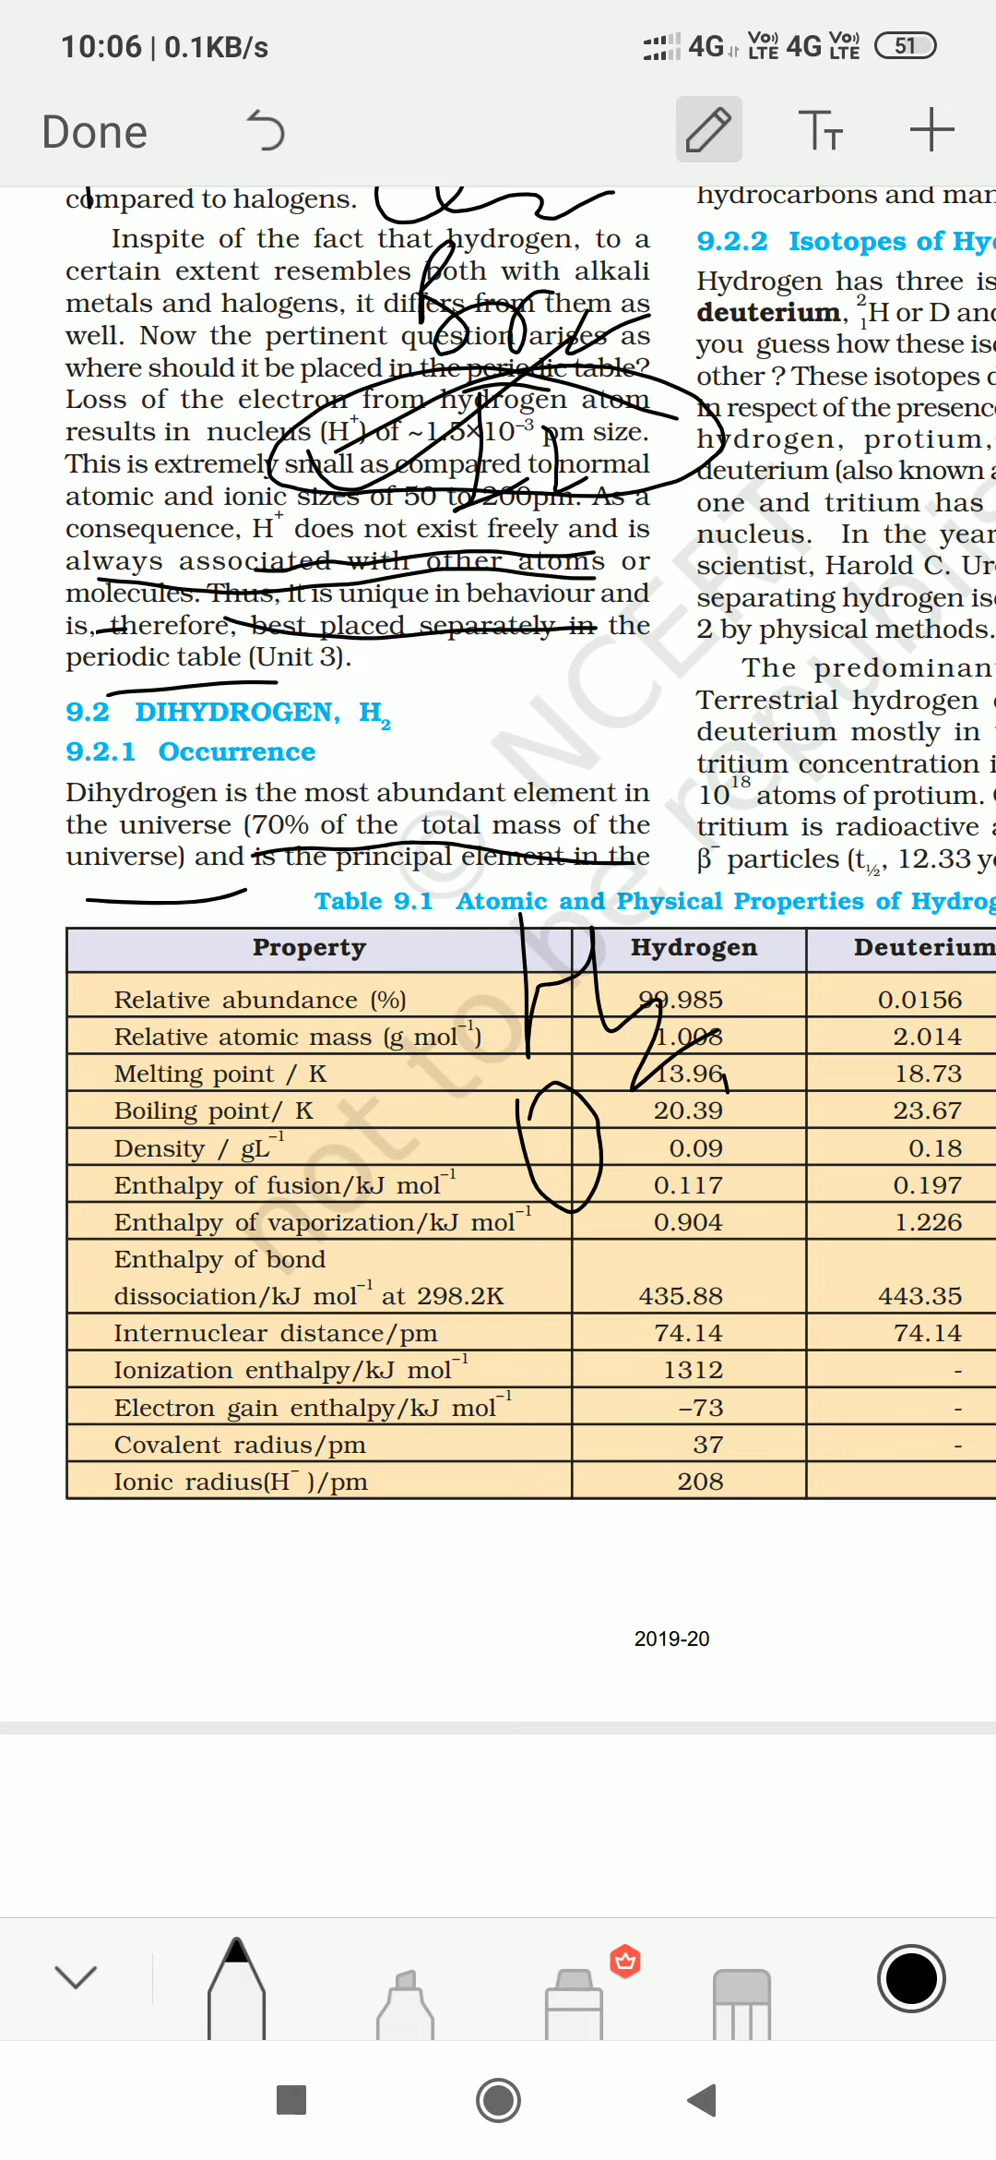 10:06 | 0.1KB/s
4G VoLTE 4G VoLTE 51
Done
compared to halogens.
Inspite of the fact that hydrogen, to a
certain extent resembles both with alkali
metals and halogens, it differs from them as
well. Now the pertinent question arises as
where should it be placed in the periodic table?
Loss of the electron from hydrogen atom
results in nucleus (H⁺) of ~1.5×10⁻³ pm size.
This is extremely small as compared to normal
atomic and ionic sizes of 50 to 200pm. As a
consequence, H⁺ does not exist freely and is
always associated with other atoms or
molecules. Thus, it is unique in behaviour and
is, therefore, best placed separately in the
periodic table (Unit 3).
9.2 DIHYDROGEN, H₂
9.2.1 Occurrence
Dihydrogen is the most abundant element in
the universe (70% of the total mass of the
universe) and is the principal element in the
hydrocarbons and
9.2.2 Isotopes of
Hydrogen has three
deuterium, ²₁H or D
you guess how these
other ? These isotopes
in respect of the
hydrogen, protium,
deuterium (also known
one and tritium has
nucleus. In the
scientist, Harold C.
separating hydrogen
2 by physical methods.
The
Terrestrial hydrogen
deuterium mostly in
tritium concentration
10¹⁸ atoms of protium.
tritium is radioactive
β⁻ particles (t½, 12.33
Table 9.1 Atomic and Physical Properties of
Property Hydrogen Deuterium
Relative abundance (%) 99.985 0.0156
Relative atomic mass (g mol⁻¹) 1.008 2.014
Melting point / K 13.96 18.73
Boiling point/ K 20.39 23.67
Density / gL⁻¹ 0.09 0.18
Enthalpy of fusion/kJ mol⁻¹ 0.117 0.197
Enthalpy of vaporization/kJ mol⁻¹ 0.904 1.226
Enthalpy of bond
dissociation/kJ mol⁻¹ at 298.2K 435.88 443.35
Internuclear distance/pm 74.14 74.14
Ionization enthalpy/kJ mol⁻¹ 1312 -
Electron gain enthalpy/kJ mol⁻¹ –73 -
Covalent radius/pm 37 -
Ionic radius(H⁻)/pm 208
H₂
© NCERT
not to be
2019-20